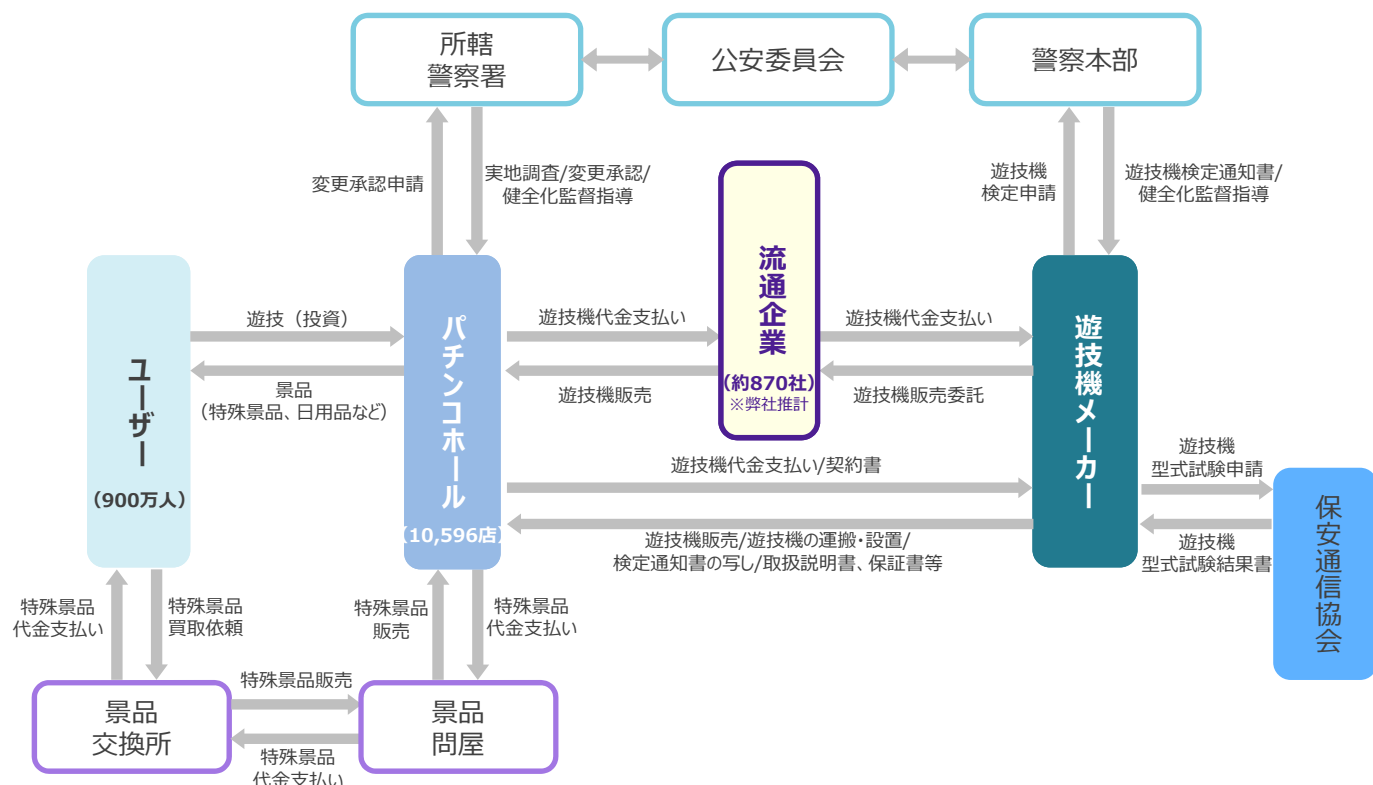 所轄
警察署
公安委員会
警察本部
変更承認申請
実地調査/変更承認/
健全化監督指導
遊技機
検定申請
遊技機検定通知書/
健全化監督指導
流通企業
(約870社)
※弊社推計
ユーザー
(900万人)
遊技（投資）
景品
(特殊景品、日用品など)
パチンコホール
(10,596店)
遊技機代金支払い
遊技機販売
遊技機代金支払い
遊技機販売委託
遊技機メーカー
遊技機代金支払い/契約書
遊技機販売/遊技機の運搬・設置/
検定通知書の写し/取扱説明書、保証書等
遊技機
型式試験申請
遊技機
型式試験結果書
保安通信協会
特殊景品
代金支払い
特殊景品
買取依頼
特殊景品
販売
特殊景品
代金支払い
景品
交換所
特殊景品販売
特殊景品
代金支払い
景品
問屋